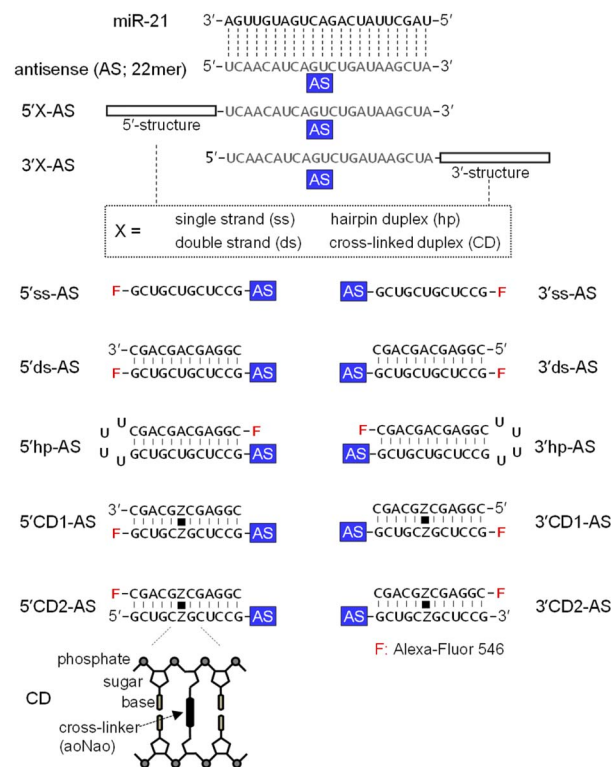 miR-21 3′-AGUUGUAGUCAGACUAUUCGAU-5′
antisense (AS; 22mer) 5′-UCAACAUCAGUCUGAUAAGCUA-3′
AS
5′X-AS -UCAACAUCAGUCUGAUAAGCUA-3′
5′-structure AS
3′X-AS 5′-UCAACAUCAGUCUGAUAAGCUA-
AS 3′-structure
X = single strand (ss) hairpin duplex (hp)
double strand (ds) cross-linked duplex (CD)
5′ss-AS F-GCUGCUGCUCCG-AS AS-GCUGCUGCUCCG-F 3′ss-AS
3′-CGACGACGAGGC CGACGACGAGGC-5′
5′ds-AS F-GCUGCUGCUCCG-AS AS-GCUGCUGCUCCG-F 3′ds-AS
U U CGACGACGAGGC-F F-CGACGACGAGGC U U
5′hp-AS U U GCUGCUGCUCCG-AS AS-GCUGCUGCUCCG U U 3′hp-AS
3′-CGACGZCGAGGC CGACGZCGAGGC-5′
5′CD1-AS F-GCUGCZGCUCCG-AS AS-GCUGCZGCUCCG-F 3′CD1-AS
F-CGACGZCGAGGC CGACGZCGAGGC-F
5′CD2-AS 5′-GCUGCZGCUCCG-AS AS-GCUGCZGCUCCG-3′ 3′CD2-AS
F: Alexa-Fluor 546
phosphate
sugar
base
CD
cross-linker
(aoNao)